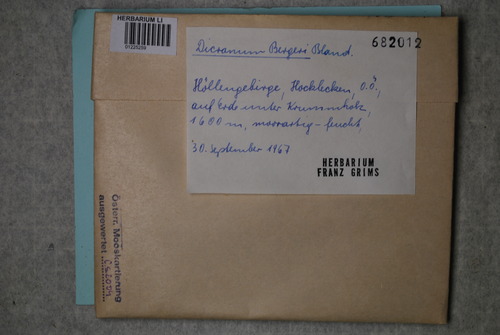 HERBARIUM LI
01225259
682012
Dicranum Bergeri Bland.
Höllengebirge, Hochlecken, O.Ö.,
auf Erde unter Krummholz,
1600 m, moorartig-feucht,
30. September 1967
HERBARIUM
FRANZ GRIMS
Österr. Mooskartierung
ausgewertet